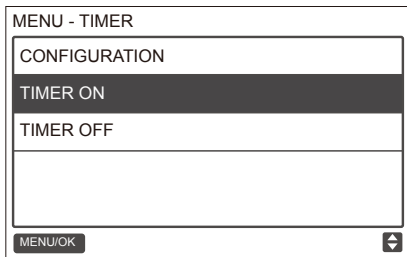 MENU - TIMER
CONFIGURATION
TIMER ON
TIMER OFF
MENU/OK